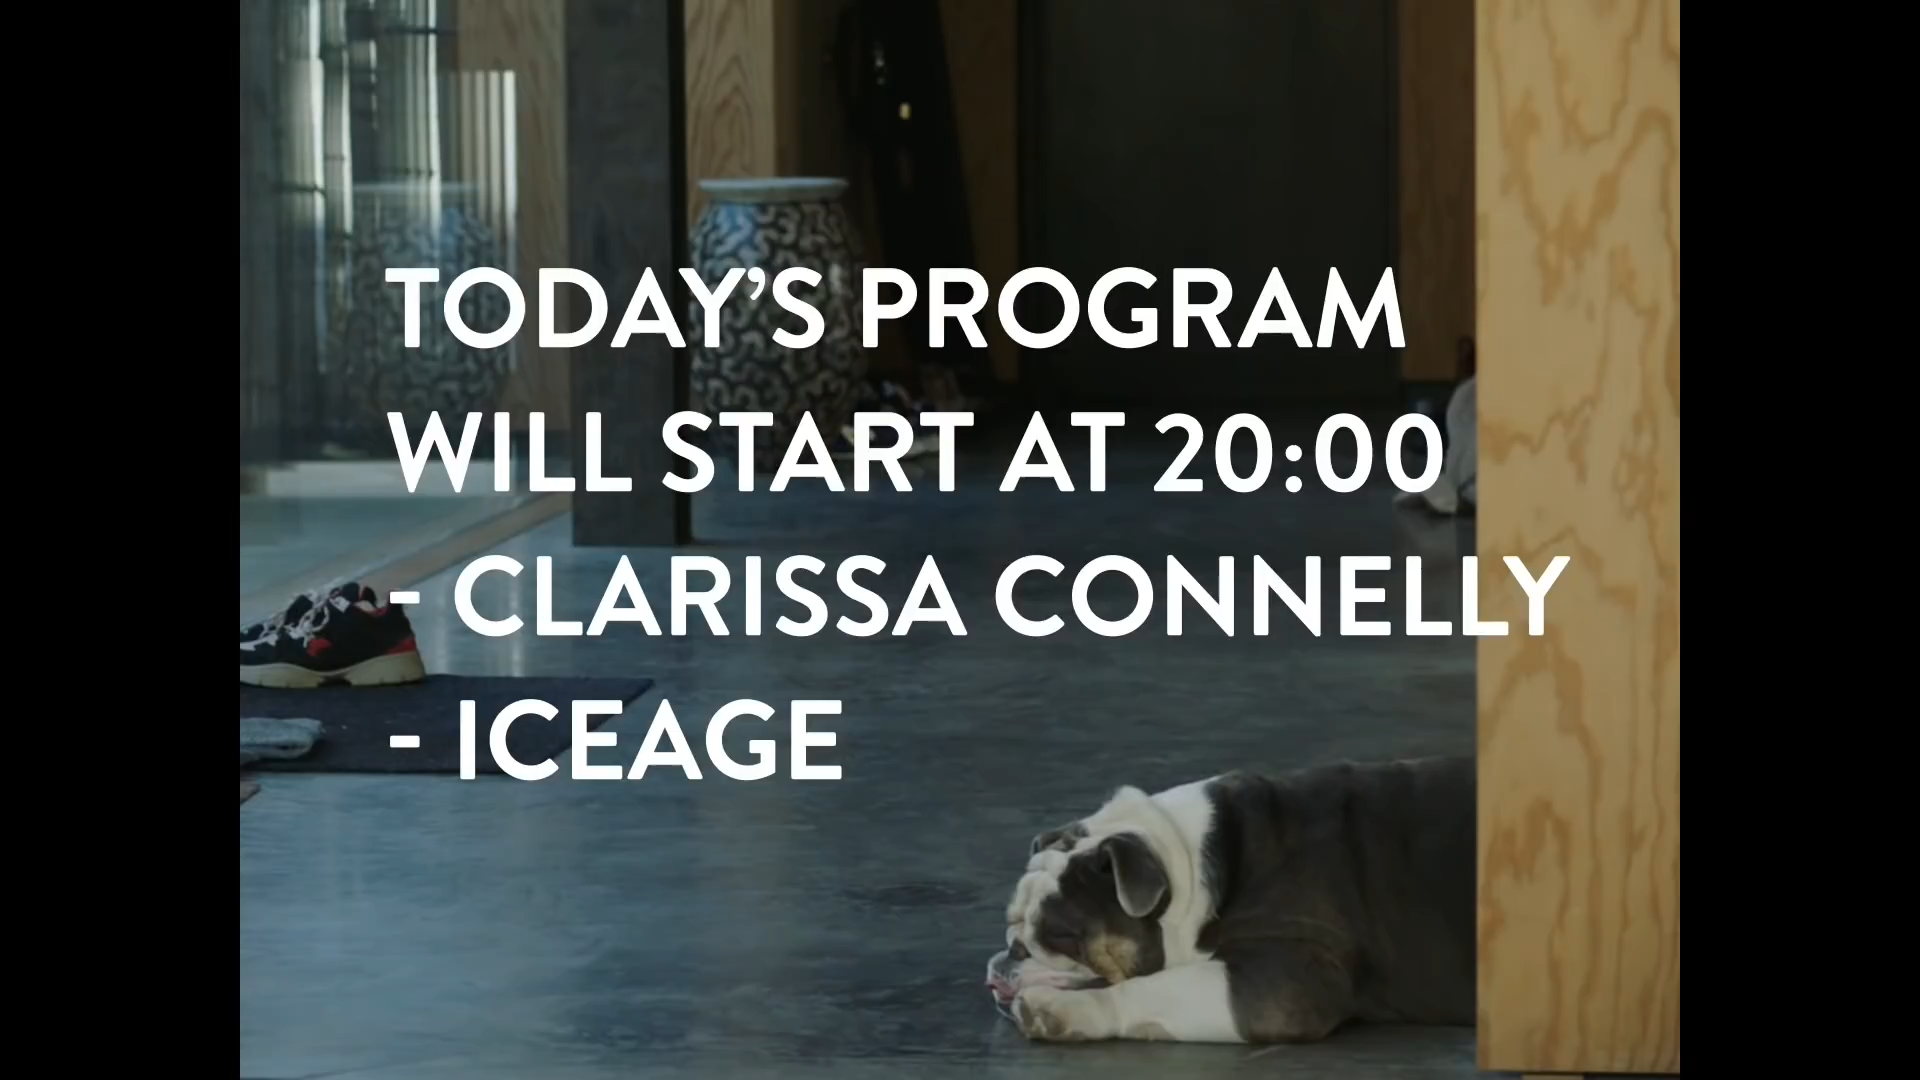 TODAY’S PROGRAM
WILL START AT 20:00
- CLARISSA CONNELLY
- ICEAGE